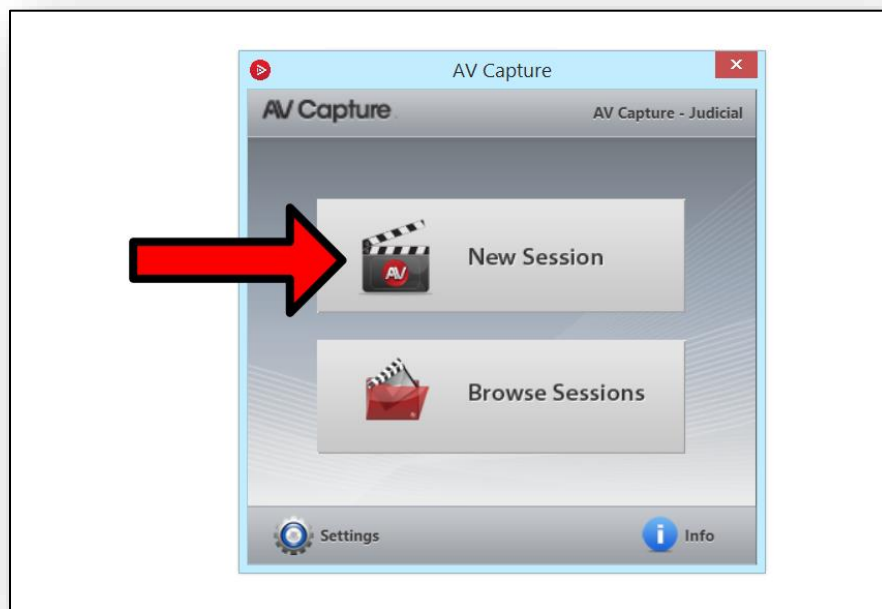 AV Capture
AV Capture AV Capture - Judicial
AV
New Session
Browse Sessions
Settings Info